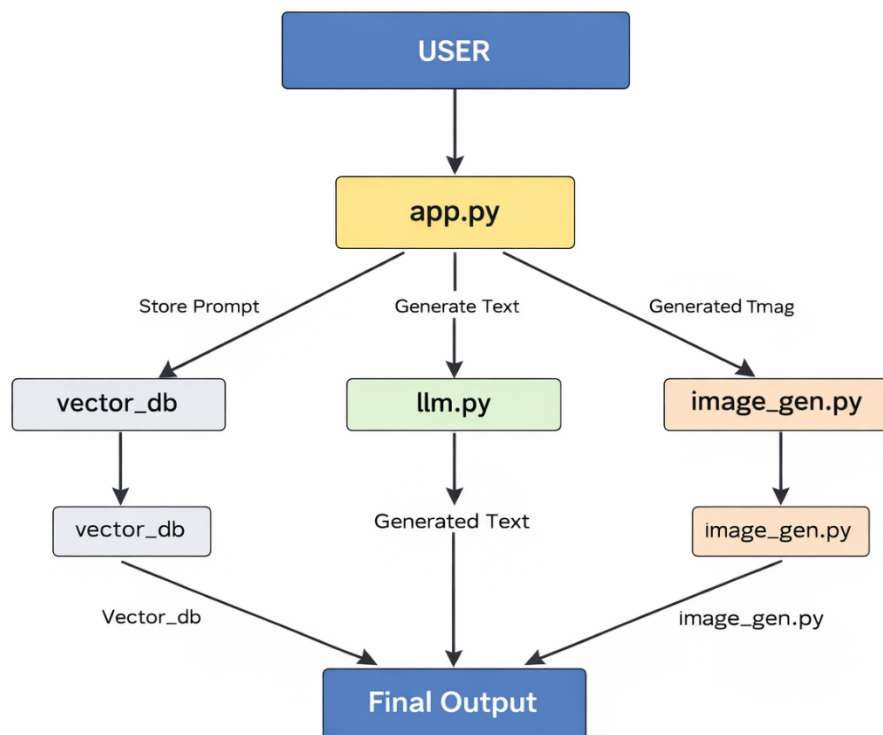 USER
app.py
Store Prompt
Generate Text
Generated Tmag
vector_db
llm.py
image_gen.py
vector_db
Generated Text
image_gen.py
Vector_db
image_gen.py
Final Output